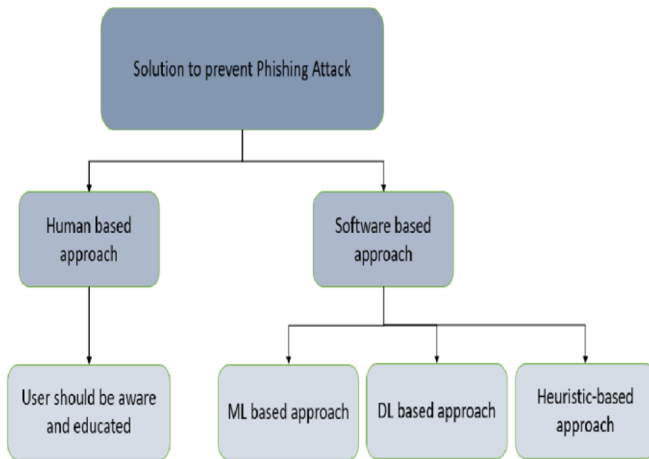 Solution to prevent Phishing Attack
Human based
approach
Software based
approach
User should be aware
and educated
ML based approach
DL based approach
Heuristic-based
approach